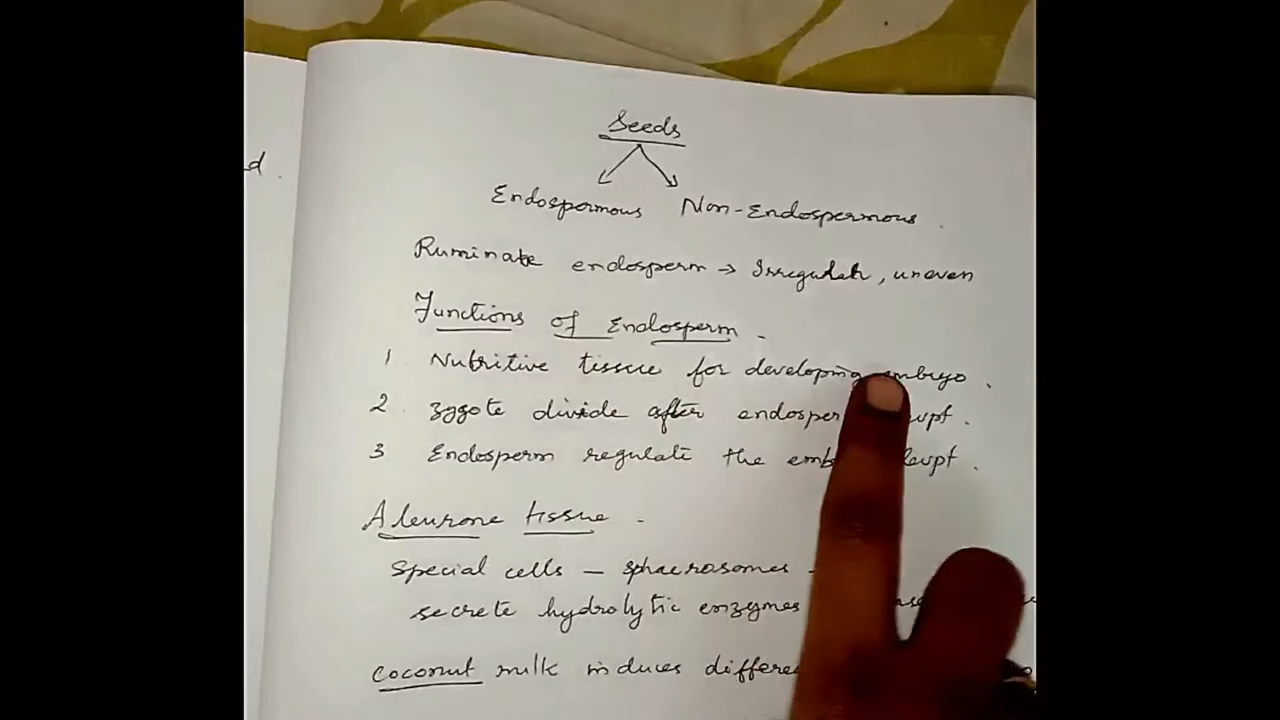 Seeds
d.
Endospermous Non-Endospermous.
Ruminate endosperm → Irregular, uneven
Functions of Endosperm.
1 Nutritive tissue for developing embryo.
2. Zygote divide after
3 Endosperm regulate the
Aleurone tissue.
Special cells - sphaerosomes -
secrete hydrolytic enzymes
coconut milk induces